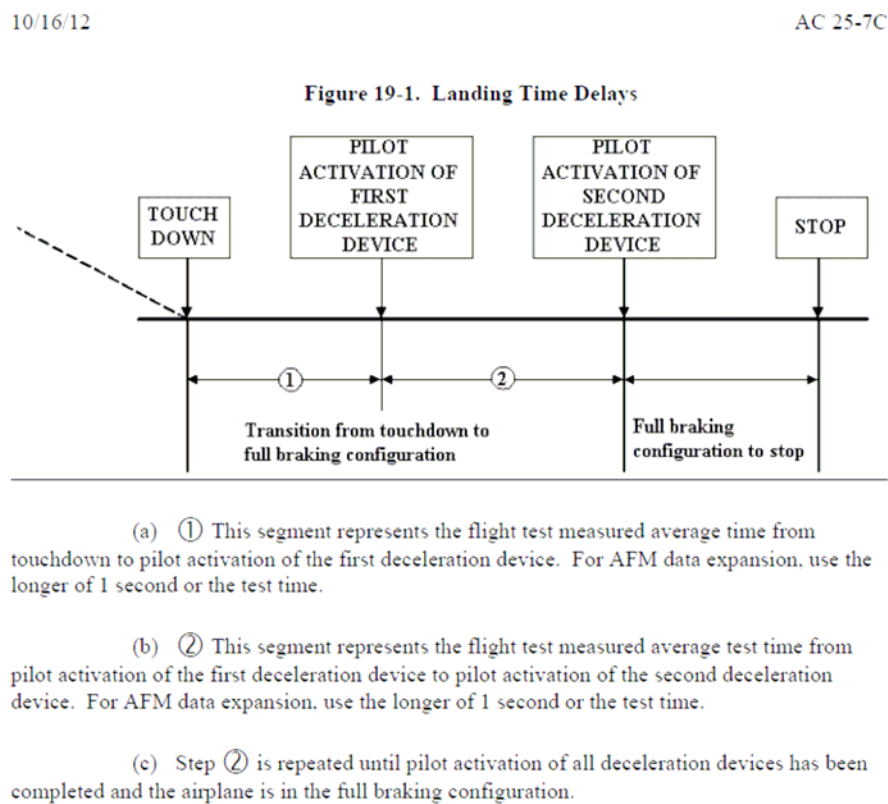 10/16/12 AC 25-7C
Figure 19-1. Landing Time Delays
TOUCH
DOWN
PILOT
ACTIVATION OF
FIRST
DECELERATION
DEVICE
PILOT
ACTIVATION OF
SECOND
DECELERATION
DEVICE
STOP
① ②
Transition from touchdown to
full braking configuration
Full braking
configuration to stop
(a) ① This segment represents the flight test measured average time from
touchdown to pilot activation of the first deceleration device. For AFM data expansion, use the
longer of 1 second or the test time.
(b) ② This segment represents the flight test measured average test time from
pilot activation of the first deceleration device to pilot activation of the second deceleration
device. For AFM data expansion, use the longer of 1 second or the test time.
(c) Step ② is repeated until pilot activation of all deceleration devices has been
completed and the airplane is in the full braking configuration.